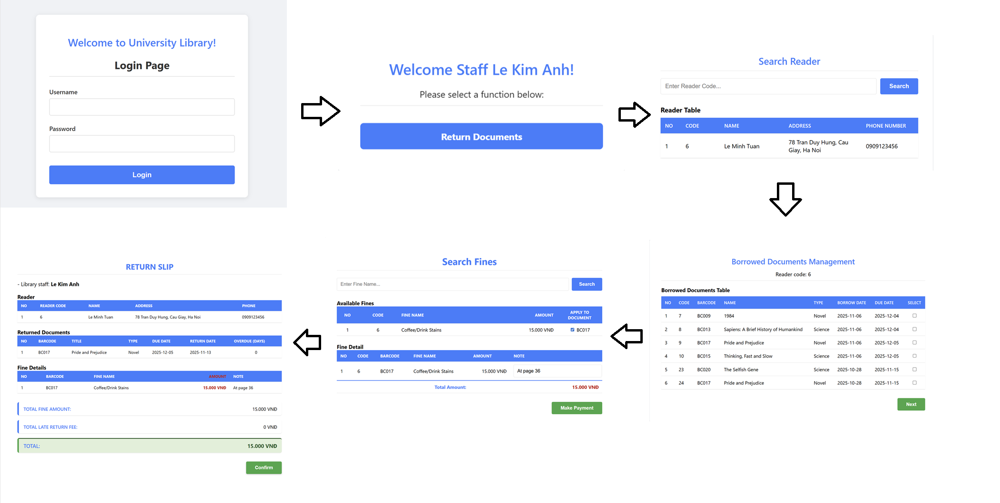 Welcome to University Library!
Login Page
Username
Password
Login
Welcome Staff Le Kim Anh!
Please select a function below:
Return Documents
Search Reader
Enter Reader Code... Search
Reader Table
NO CODE NAME ADDRESS PHONE NUMBER
1 6 Le Minh Tuan 78 Tran Duy Hung, Cau Giay, Ha Noi 0909123456
Borrowed Documents Management
Reader code: 6
Borrowed Documents Table
NO CODE BARCODE NAME TYPE BORROW DATE DUE DATE SELECT
1 7 BC009 1984 Novel 2025-11-06 2025-12-04
2 8 BC013 Sapiens: A Brief History of Humankind Science 2025-11-06 2025-12-04
3 9 BC017 Pride and Prejudice Novel 2025-11-06 2025-12-05
4 10 BC015 Thinking, Fast and Slow Science 2025-11-06 2025-12-05
5 23 BC020 The Selfish Gene Science 2025-10-28 2025-11-15
6 24 BC017 Pride and Prejudice Novel 2025-10-28 2025-11-15
Next
Search Fines
Enter Fine Name... Search
Available Fines
NO CODE FINE NAME AMOUNT APPLY TO DOCUMENT
1 6 Coffee/Drink Stains 15.000 VNĐ BC017
Fine Detail
NO CODE BARCODE FINE NAME AMOUNT NOTE
1 6 BC017 Coffee/Drink Stains 15.000 VNĐ At page 36
Total Amount: 15.000 VNĐ
Make Payment
RETURN SLIP
- Library staff: Le Kim Anh
Reader
NO READER CODE NAME ADDRESS PHONE
1 6 Le Minh Tuan 78 Tran Duy Hung, Cau Giay, Ha Noi 0909123456
Returned Documents
NO BARCODE TITLE TYPE DUE DATE RETURN DATE OVERDUE (DAYS)
1 BC017 Pride and Prejudice Novel 2025-12-05 2025-11-13 0
Fine Details
NO BARCODE FINE NAME AMOUNT NOTE
1 BC017 Coffee/Drink Stains 15.000 VNĐ At page 36
TOTAL FINE AMOUNT: 15.000 VNĐ
TOTAL LATE RETURN FEE: 0 VNĐ
TOTAL: 15.000 VNĐ
Confirm